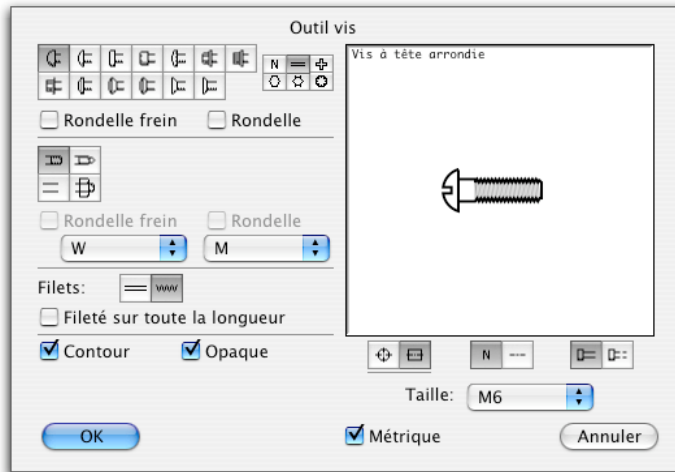 Outil vis
Vis à tête arrondie
N
Rondelle frein Rondelle
Rondelle frein Rondelle
W M
Filets:
Fileté sur toute la longueur
Contour Opaque
N
Taille: M6
OK Métrique Annuler